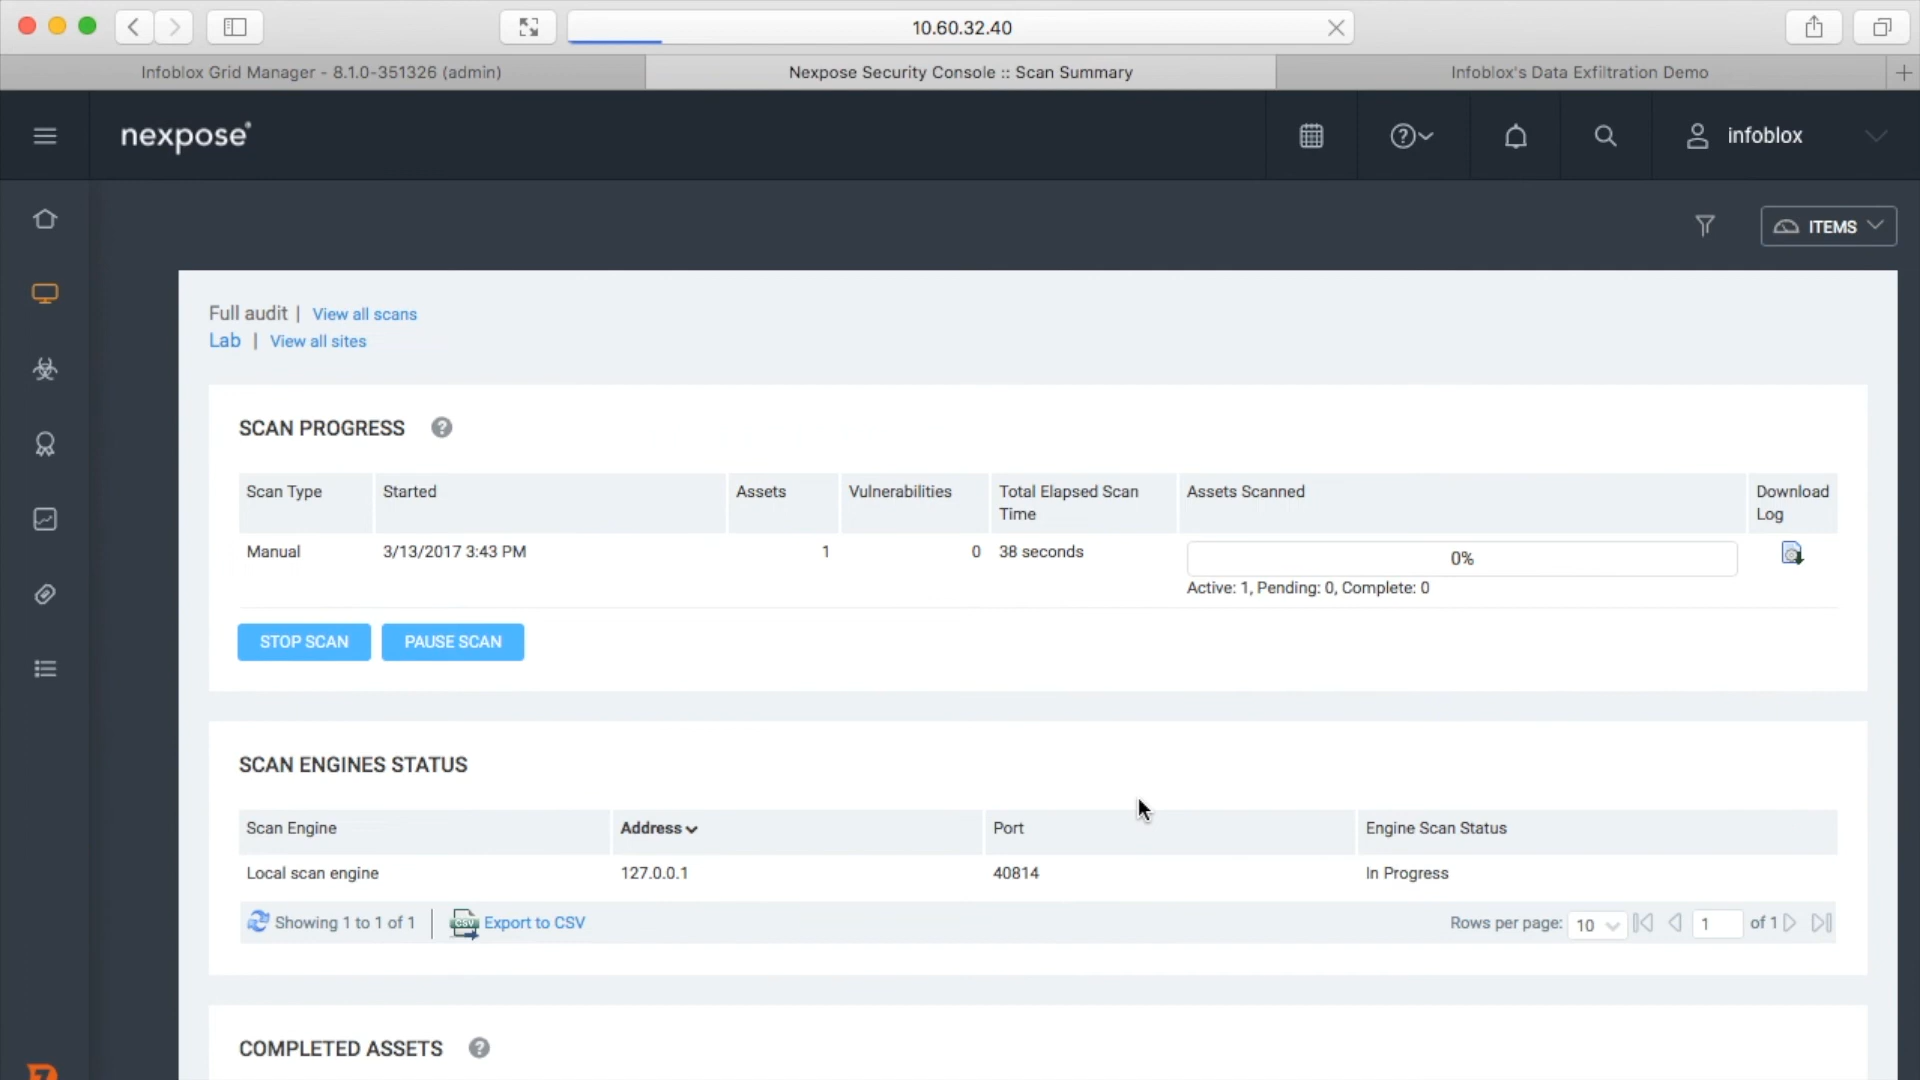 10.60.32.40
Infoblox Grid Manager - 8.1.0-351326 (admin)
Nexpose Security Console :: Scan Summary
Infoblox's Data Exfiltration Demo
nexpose
infoblox
ITEMS
Full audit | View all scans
Lab | View all sites
SCAN PROGRESS
Scan Type Started Assets Vulnerabilities Total Elapsed Scan Time Assets Scanned Download Log
Manual 3/13/2017 3:43 PM 1 0 38 seconds 0%
Active: 1, Pending: 0, Complete: 0
STOP SCAN PAUSE SCAN
SCAN ENGINES STATUS
Scan Engine Address Port Engine Scan Status
Local scan engine 127.0.0.1 40814 In Progress
Showing 1 to 1 of 1 | CSV Export to CSV Rows per page: 10 1 of 1
COMPLETED ASSETS